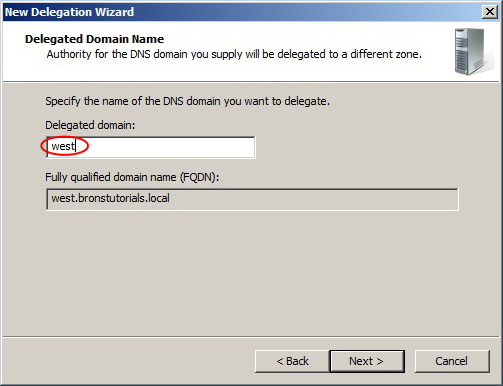 New Delegation Wizard
Delegated Domain Name
Authority for the DNS domain you supply will be delegated to a different zone.
Specify the name of the DNS domain you want to delegate.
Delegated domain:
west
Fully qualified domain name (FQDN):
west.bronstutorials.local
< Back
Next >
Cancel